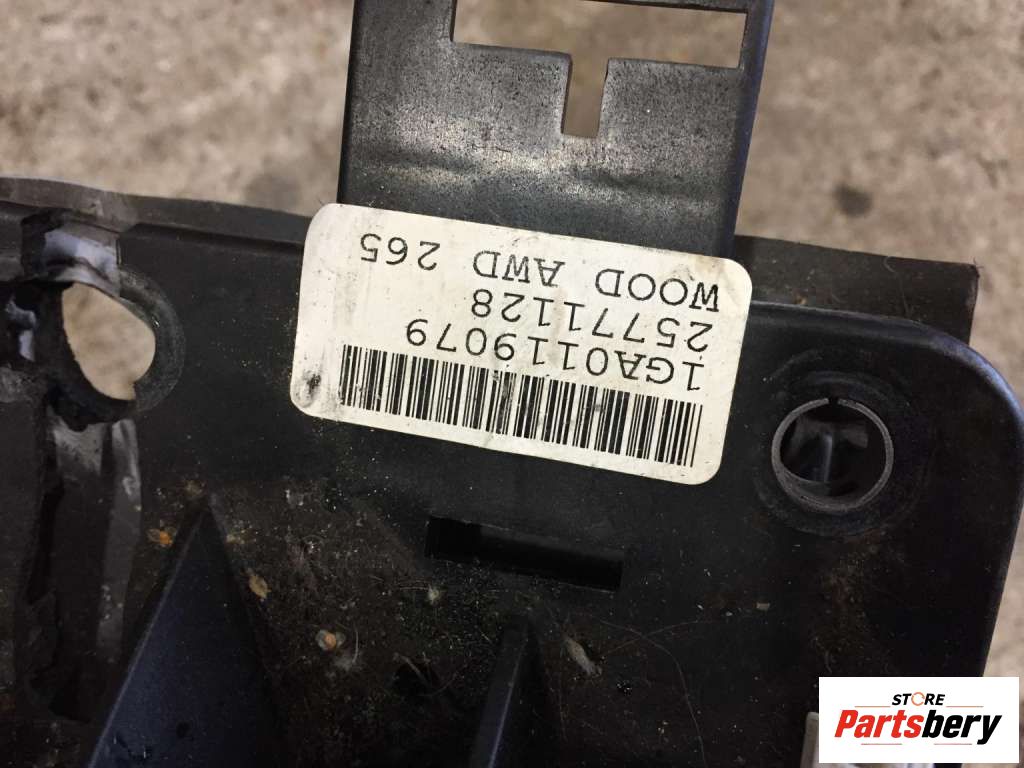 1GA0119079
25771128
WOOD AWD 265
STORE
Partsbery